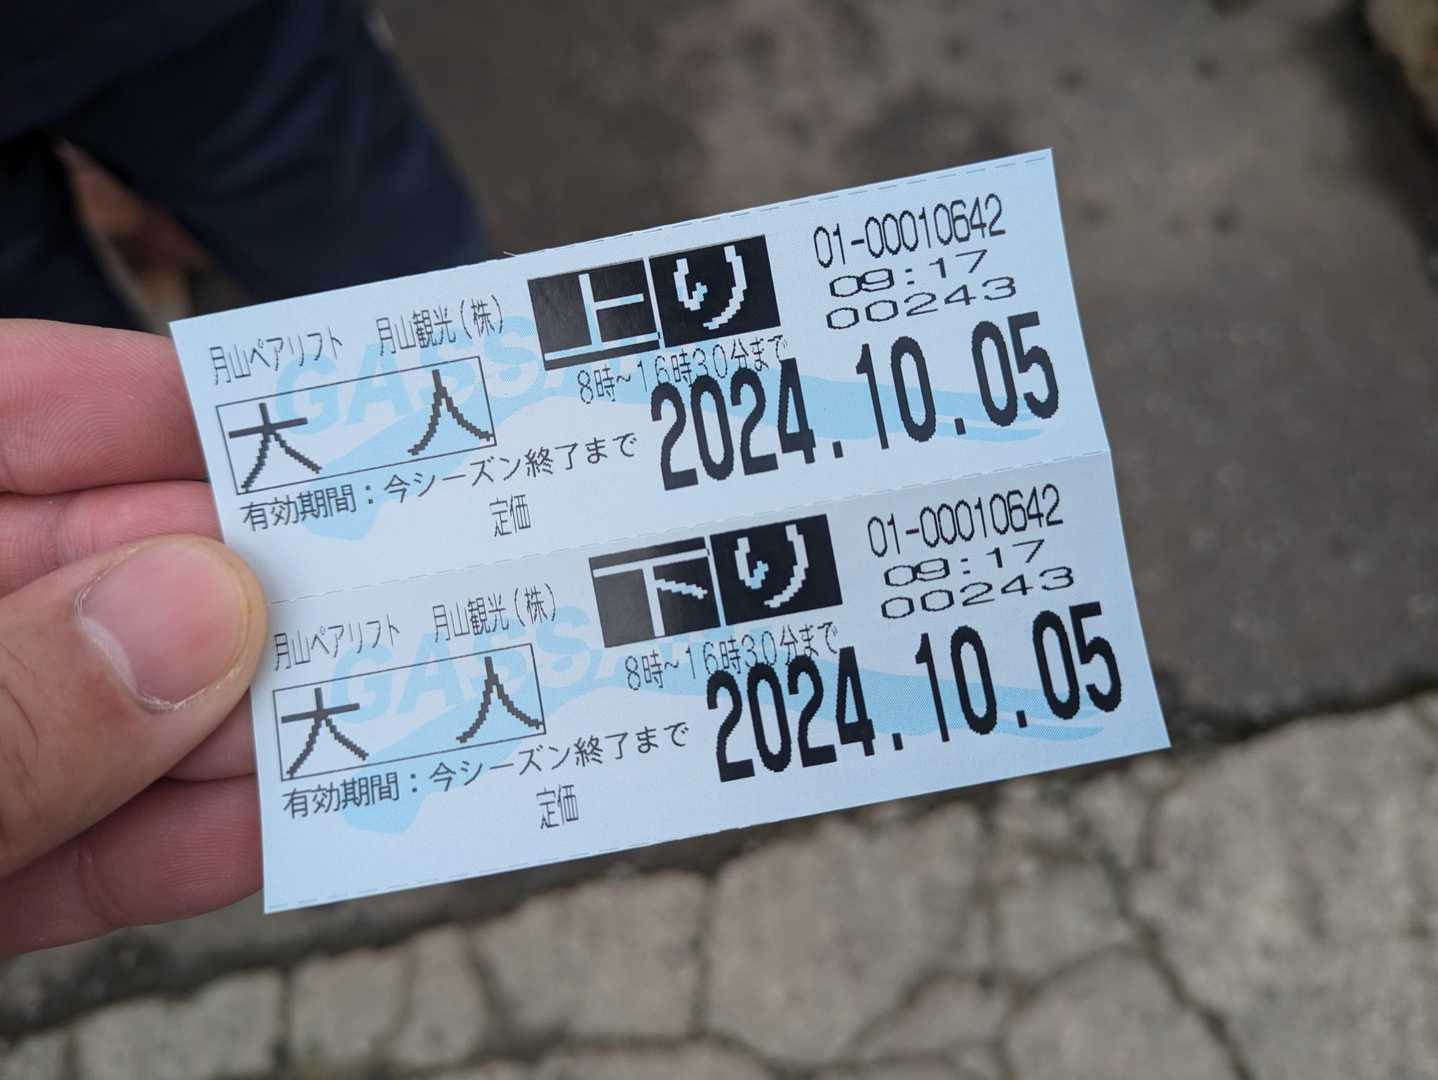 月山ペアリフト 月山観光(株)
上り
01-00010642
09:17
00243
大人
8時~16時30分まで
2024.10.05
有効期間:今シーズン終了まで
定価
GASSAN
月山ペアリフト 月山観光(株)
下り
01-00010642
09:17
00243
大人
8時~16時30分まで
2024.10.05
有効期間:今シーズン終了まで
定価
GASSAN